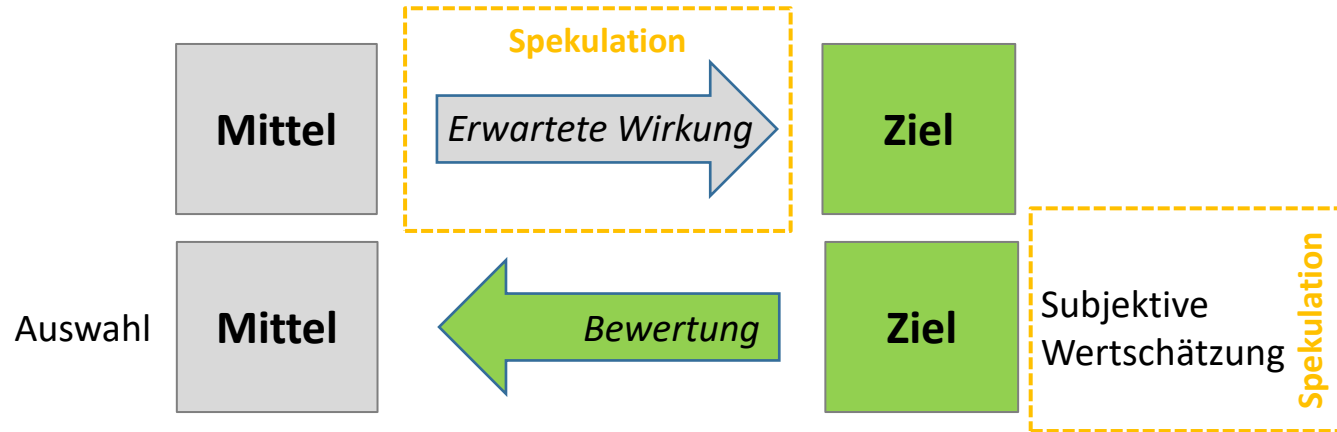 Spekulation
Mittel
Erwartete Wirkung
Ziel
Auswahl
Mittel
Bewertung
Ziel
Subjektive
Wertschätzung
Spekulation